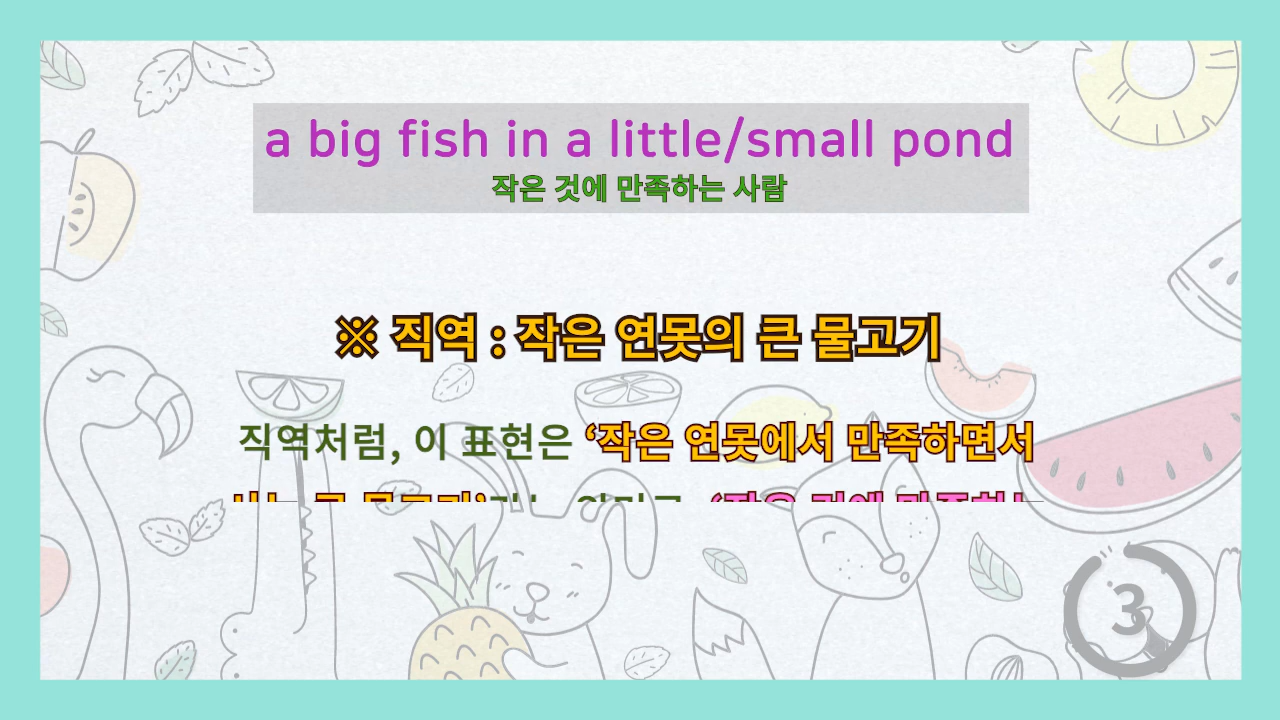 a big fish in a little/small pond
작은 것에 만족하는 사람
※ 직역 : 작은 연못의 큰 물고기
직역처럼, 이 표현은 ‘작은 연못에서 만족하면서
3